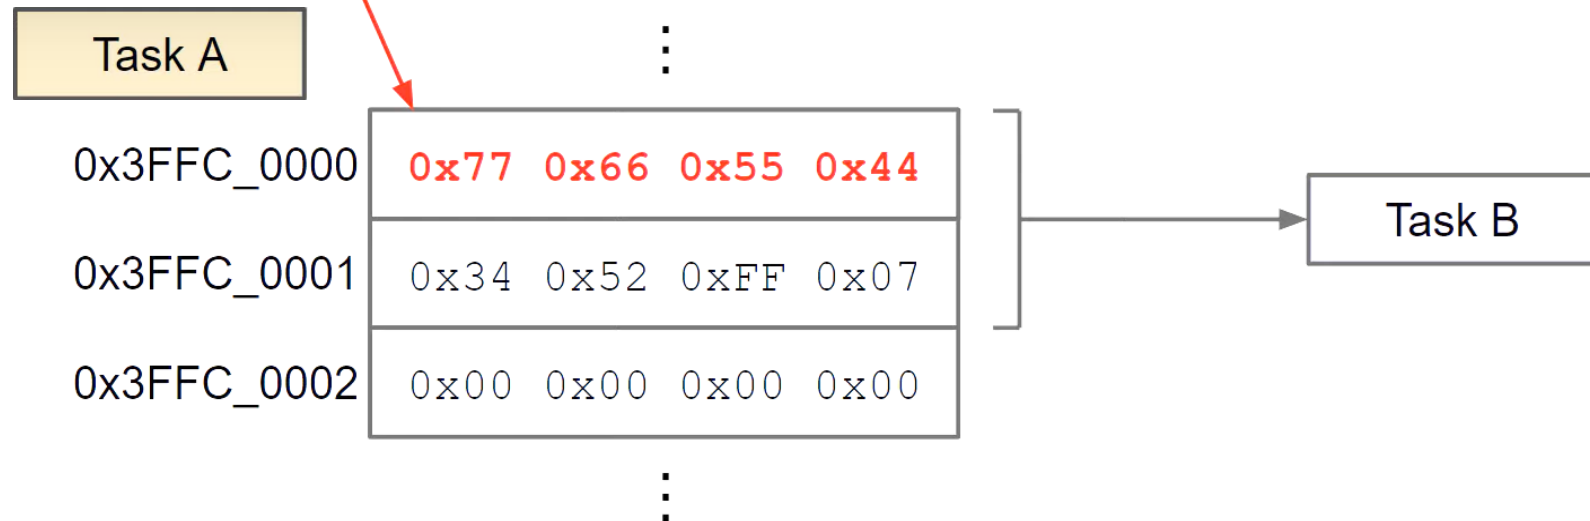 Task A
0x3FFC_0000 0x77 0x66 0x55 0x44
Task B
0x3FFC_0001 0x34 0x52 0xFF 0x07
0x3FFC_0002 0x00 0x00 0x00 0x00